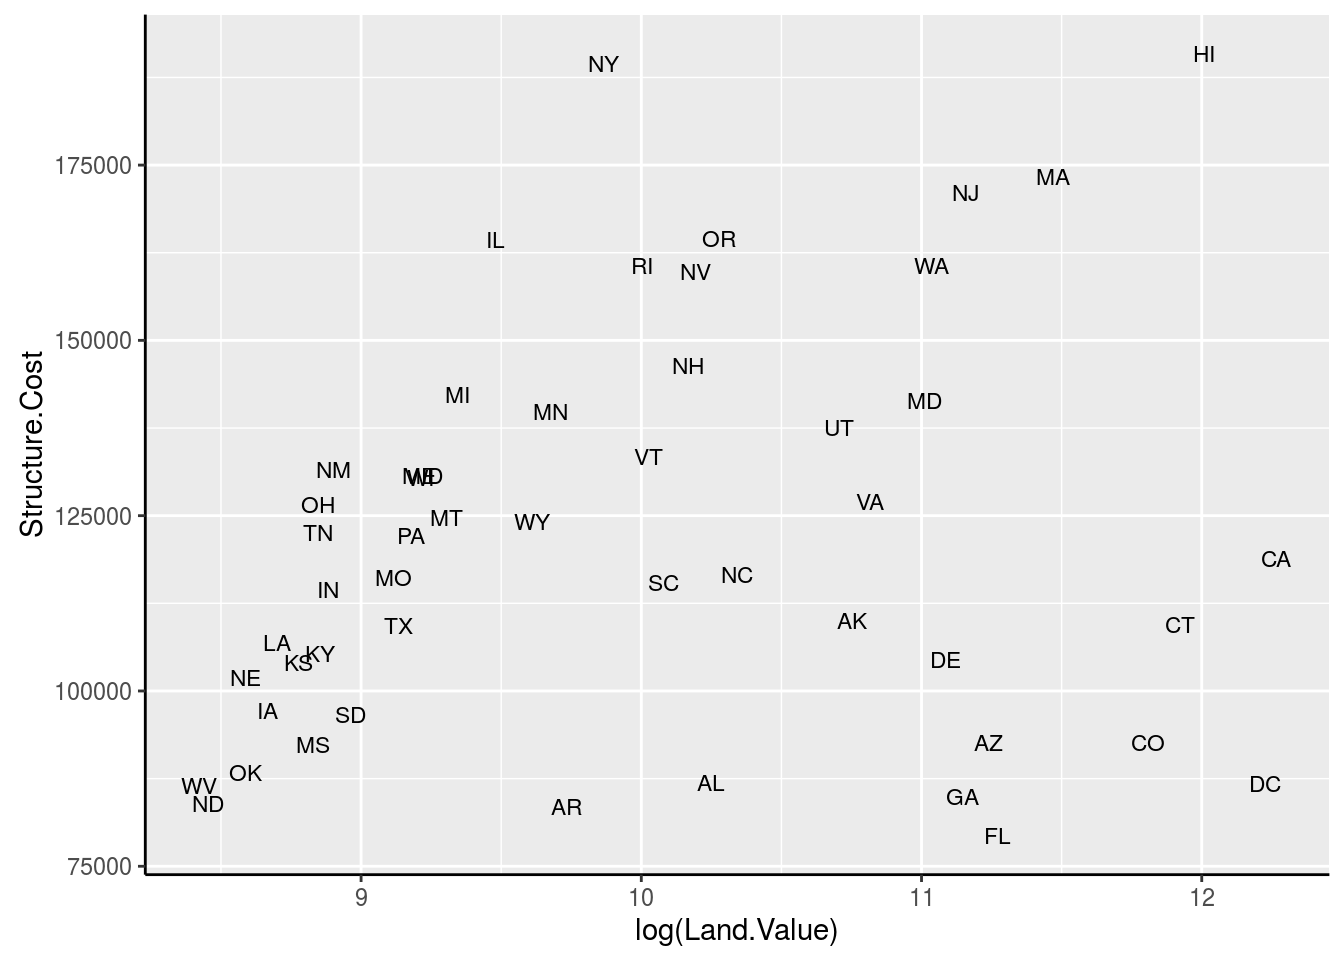 HI
NY
175000
MA
NJ
IL
OR
RI
NV
WA
150000
NH
MI
MD
MN
UT
VT
NM
ME
WI
ID
OH
VA
125000
MT
WY
TN
PA
CA
MO
NC
SC
IN
AK
CT
TX
LA
KY
KS
DE
NE
100000
IA
SD
MS
AZ
CO
OK
WV
AL
DC
ND
AR
GA
FL
75000
9 10 11 12
log(Land.Value)
Structure.Cost